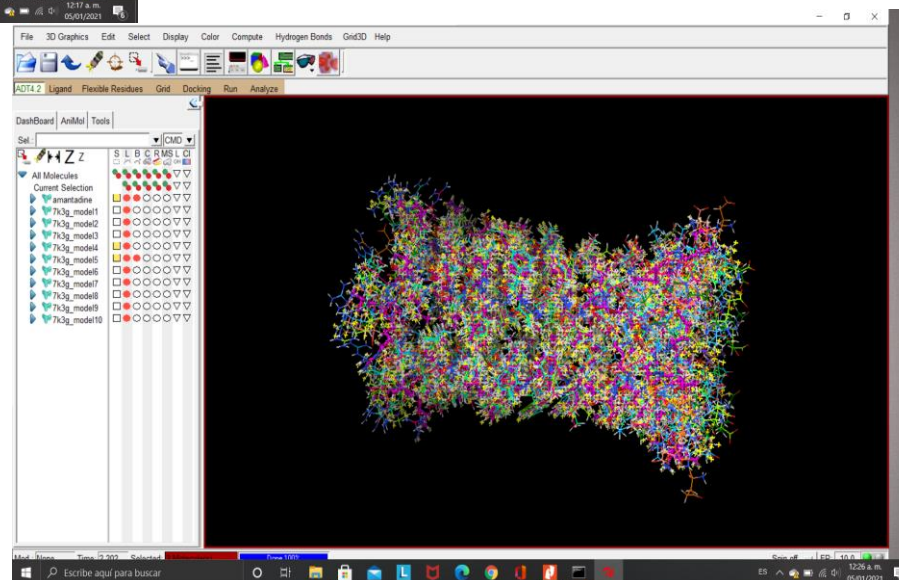 12:17 a. m.
05/01/2021
6
File 3D Graphics Edit Select Display Color Compute Hydrogen Bonds Grid3D Help
ADT4.2 Ligand Flexible Residues Grid Docking Run Analyze
DashBoard AniMol Tools
Sel.: CMD
Z Z S L B C R MS L Cl
All Molecules
Current Selection
amantadine
7k3g_model1
7k3g_model2
7k3g_model3
7k3g_model4
7k3g_model5
7k3g_model6
7k3g_model7
7k3g_model8
7k3g_model9
7k3g_model10
Mod.: None Time: 2.202 Selected: Done 100% Spin off FR: 10.0
Escribe aquí para buscar
ES
12:26 a. m.
05/01/2021